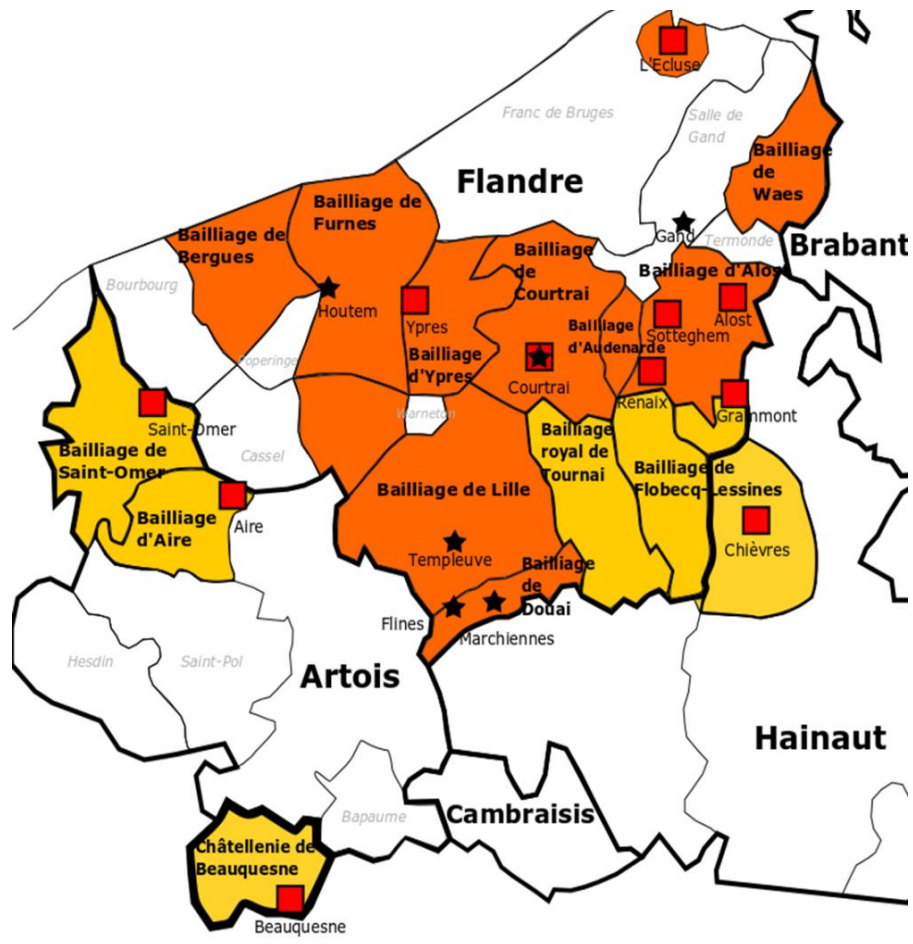 L'Ecluse
Franc de Bruges
Salle de
Gand
Bailliage
de
Waes
Flandre
Bailliage de
Furnes
Bailliage de
Bergues
Gand
Termonde
Brabant
Bailliage
de
Courtrai
Bailliage d'Alos
Bourbourg
Houtem
Ypres
Sotteghem
Alost
Bailliage
d'Audenarde
Poperinge
Bailliage
d'Ypres
Courtrai
Renaix
Grammont
Warneton
Saint-Omer
Bailliage de
Saint-Omer
Cassel
Bailliage
royal de
Tournai
Bailliage de
Flobecq-Lessines
Bailliage de Lille
Bailliage
d'Aire
Aire
Templeuve
Chièvres
Bailliage
de
Douai
Flines
Marchiennes
Hesdin
Saint-Pol
Artois
Hainaut
Bapaume
Cambraisis
Châtellenie de
Beauquesne
Beauquesne